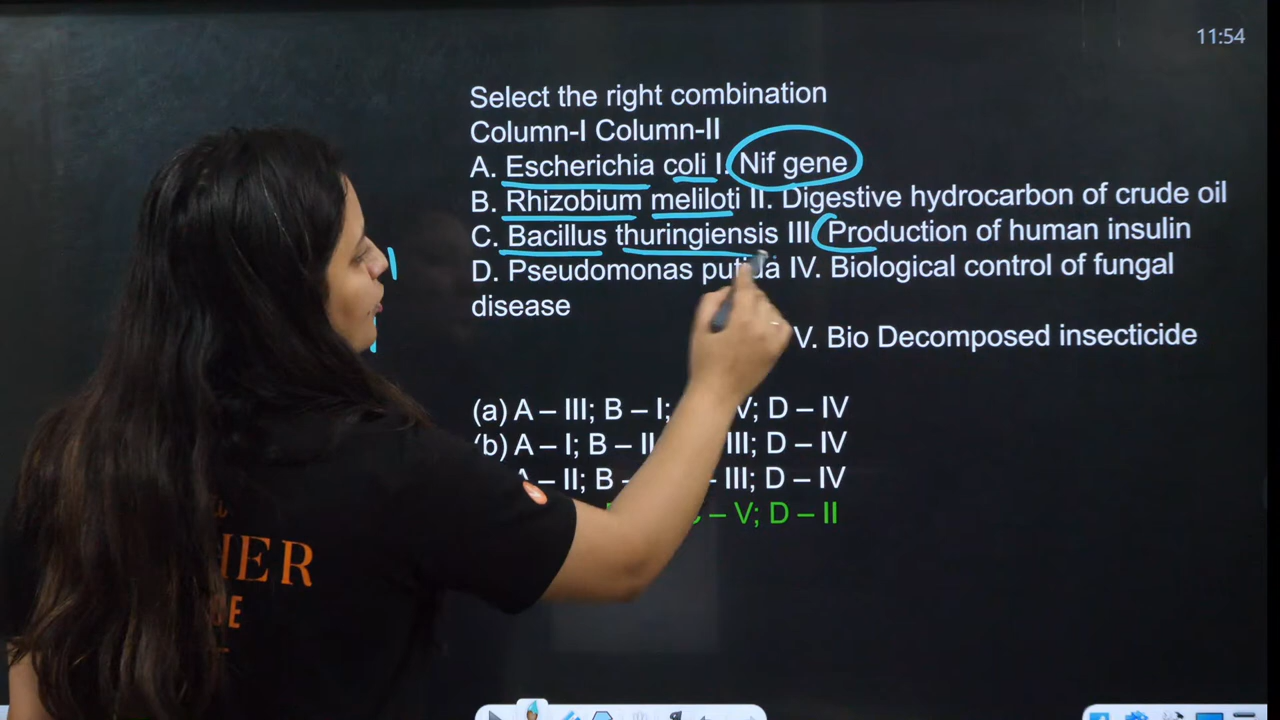 11:54
Select the right combination
Column-I Column-II
A. Escherichia coli I. Nif gene
B. Rhizobium meliloti II. Digestive hydrocarbon of crude oil
C. Bacillus thuringiensis III Production of human insulin
D. Pseudomonas putida IV. Biological control of fungal
disease
V. Bio Decomposed insecticide
(a) A – III; B – I; V; D – IV
(b) A – I; B – II III; D – IV
A – II; B – – III; D – IV
– V; D – II
HER